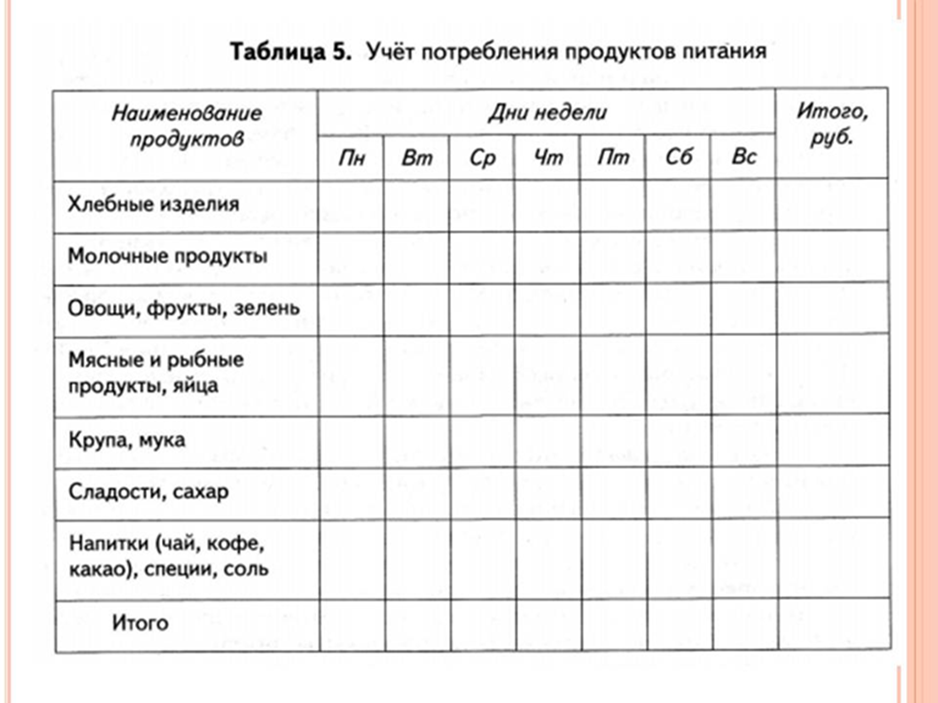 Таблица 5. Учёт потребления продуктов питания
Наименование
продуктов
Дни недели
Итого,
руб.
Пн Вт Ср Чт Пт Сб Вс
Хлебные изделия
Молочные продукты
Овощи, фрукты, зелень
Мясные и рыбные
продукты, яйца
Крупа, мука
Сладости, сахар
Напитки (чай, кофе,
какао), специи, соль
Итого